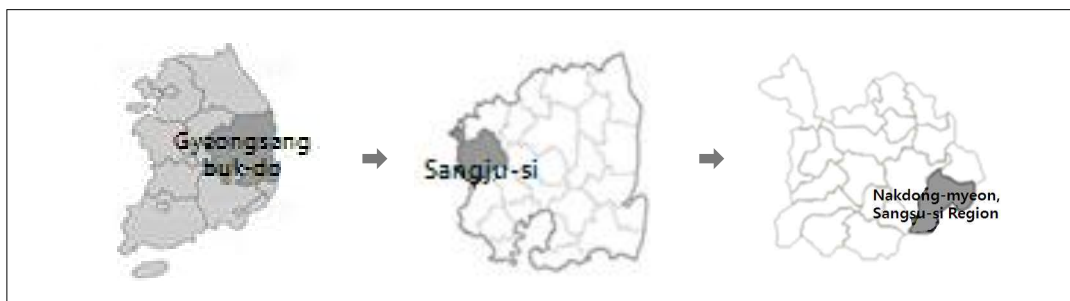 Gyeongsang
buk-do
Sangju-si
Nakdong-myeon,
Sangsu-si Region